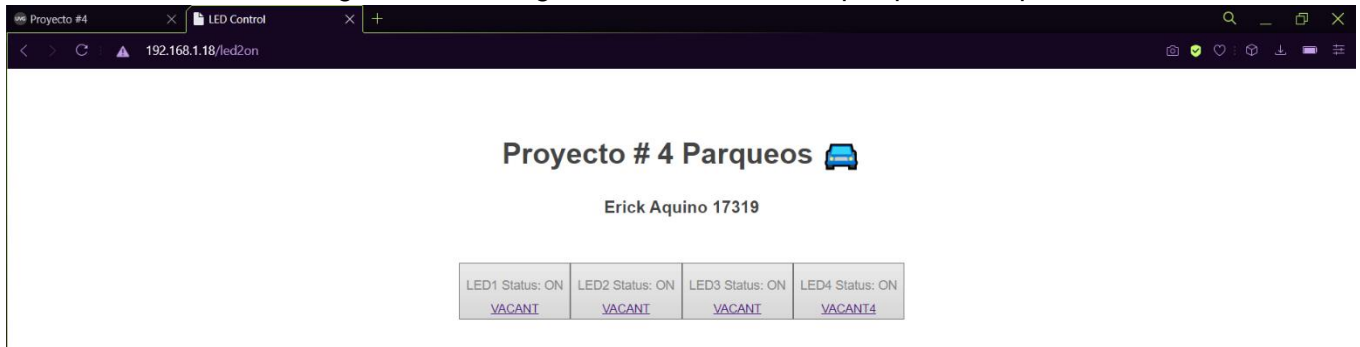 Proyecto #4
LED Control
192.168.1.18/led2on
Proyecto # 4 Parqueos
Erick Aquino 17319
LED1 Status: ON LED2 Status: ON LED3 Status: ON LED4 Status: ON
VACANT VACANT VACANT VACANT4